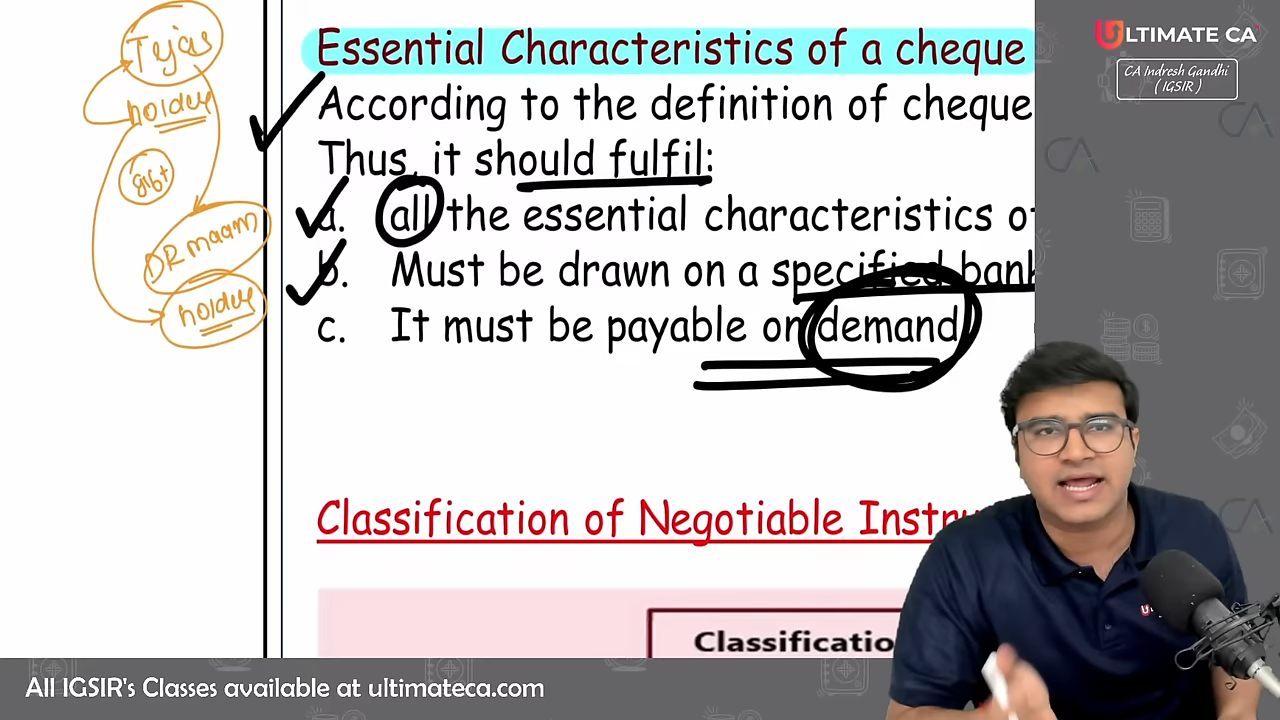 Tejas
holder
gift
DR maam
holder
Essential Characteristics of a cheque
According to the definition of cheque
Thus, it should fulfil:
a. all the essential characteristics of
b. Must be drawn on a specified bank
c. It must be payable on demand
Classification of Negotiable Instru
Classificatio
ULTIMATE CA
CA Indresh Gandhi
( IGSIR )
All IGSIR's Classes available at ultimateca.com